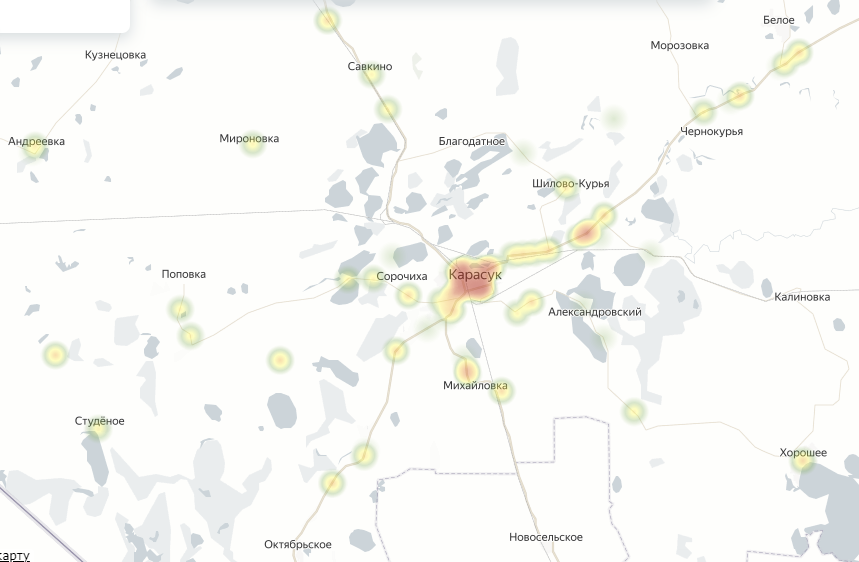 Белое
Морозовка
Кузнецовка
Савкино
Чернокурья
Мироновка
Андреевка
Благодатное
Шилово-Курья
Поповка
Сорочиха
Карасук
Калиновка
Александровский
Михайловка
Студёное
Хорошее
Новосельское
Октябрьское
карту